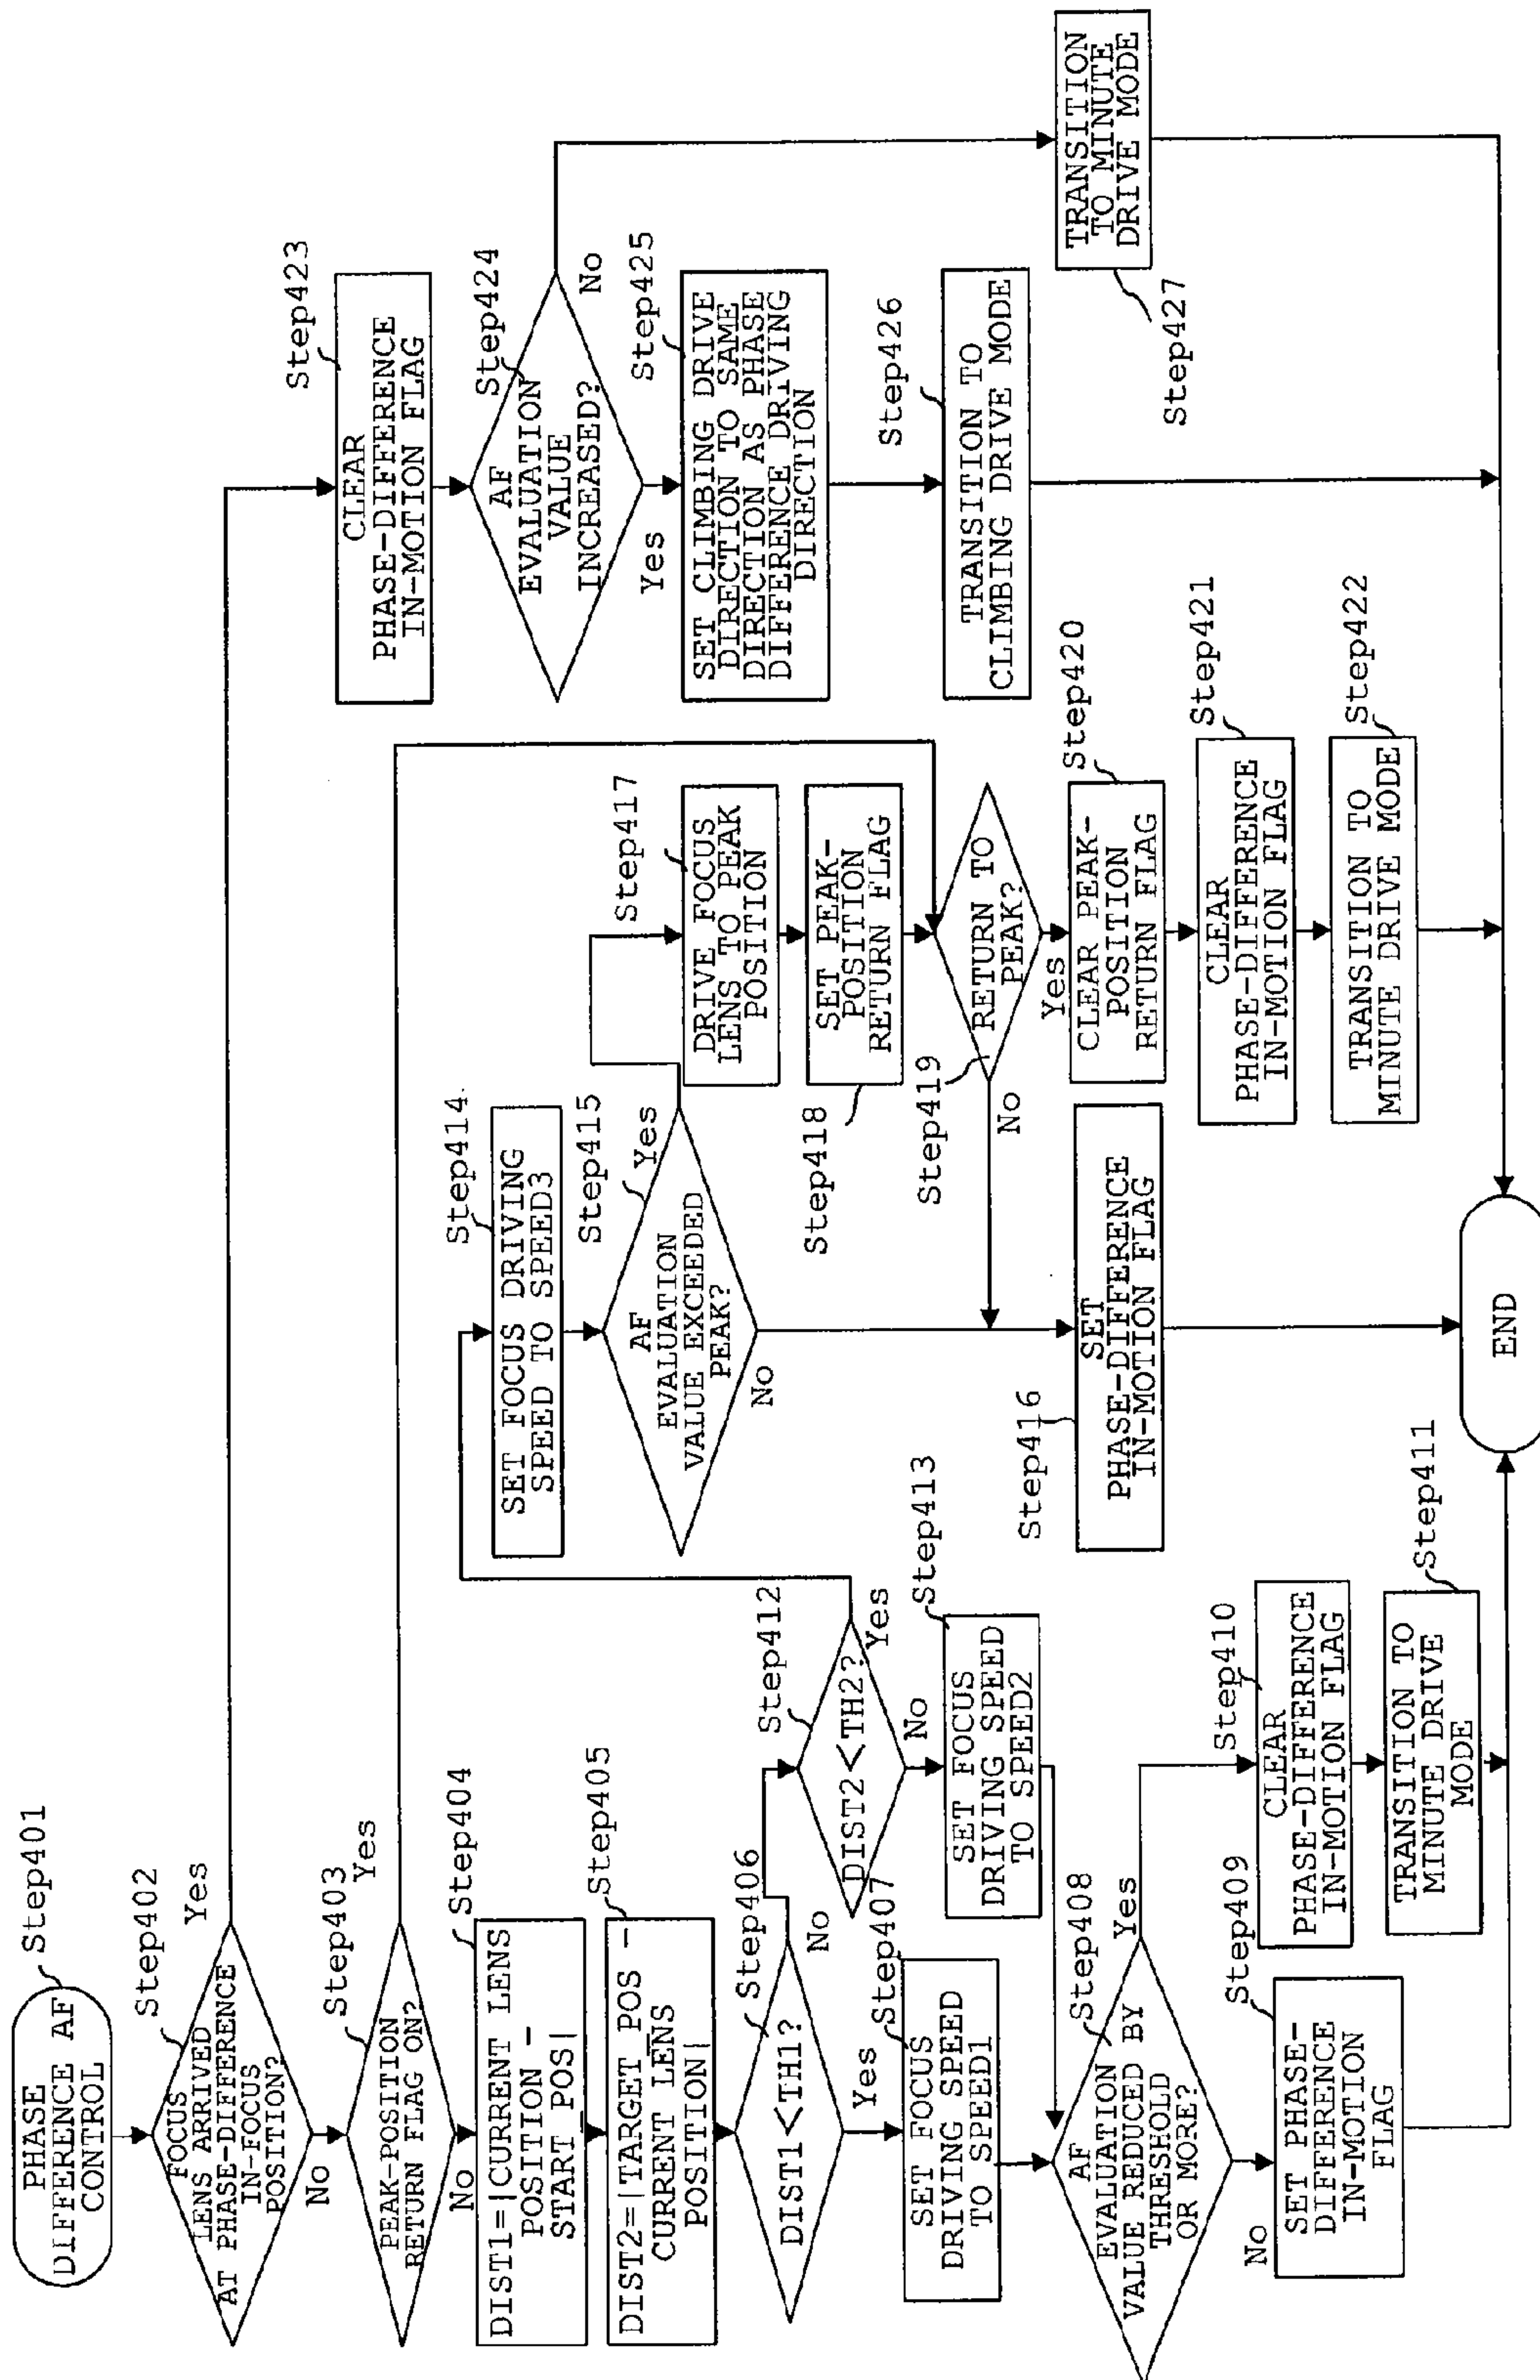 PHASE
DIFFERENCE AF
CONTROL
Step401
FOCUS
LENS ARRIVED
AT PHASE-DIFFERENCE
IN-FOCUS
POSITION?
Step402
Yes
No
PEAK-POSITION
RETURN FLAG ON?
Step403
Yes
No
DIST1=|CURRENT LENS
POSITION -
START_POS|
Step404
DIST2=|TARGET_POS -
CURRENT LENS
POSITION|
Step405
DIST1<TH1?
Step406
No
Yes
SET FOCUS
DRIVING SPEED
TO SPEED1
Step407
AF
EVALUATION
VALUE REDUCED BY
THRESHOLD
OR MORE?
Step408
Yes
No
SET PHASE-
DIFFERENCE
IN-MOTION
FLAG
Step409
CLEAR
PHASE-DIFFERENCE
IN-MOTION FLAG
Step410
TRANSITION TO
MINUTE DRIVE
MODE
Step411
DIST2<TH2?
Step412
Yes
No
SET FOCUS
DRIVING SPEED
TO SPEED2
Step413
SET FOCUS DRIVING
SPEED TO SPEED3
Step414
AF
EVALUATION
VALUE EXCEEDED
PEAK?
Step415
Yes
No
SET
PHASE-DIFFERENCE
IN-MOTION FLAG
Step416
DRIVE FOCUS
LENS TO PEAK
POSITION
Step417
SET PEAK-
POSITION
RETURN FLAG
Step418
RETURN TO
PEAK?
Step419
No
Yes
CLEAR PEAK-
POSITION
RETURN FLAG
Step420
CLEAR
PHASE-DIFFERENCE
IN-MOTION FLAG
Step421
TRANSITION TO
MINUTE DRIVE MODE
Step422
CLEAR
PHASE-DIFFERENCE
IN-MOTION FLAG
Step423
AF
EVALUATION
VALUE
INCREASED?
Step424
No
Yes
SET CLIMBING DRIVE
DIRECTION TO SAME
DIRECTION AS PHASE
DIFFERENCE DRIVING
DIRECTION
Step425
TRANSITION TO
CLIMBING DRIVE MODE
Step426
TRANSITION
TO MINUTE
DRIVE MODE
Step427
END